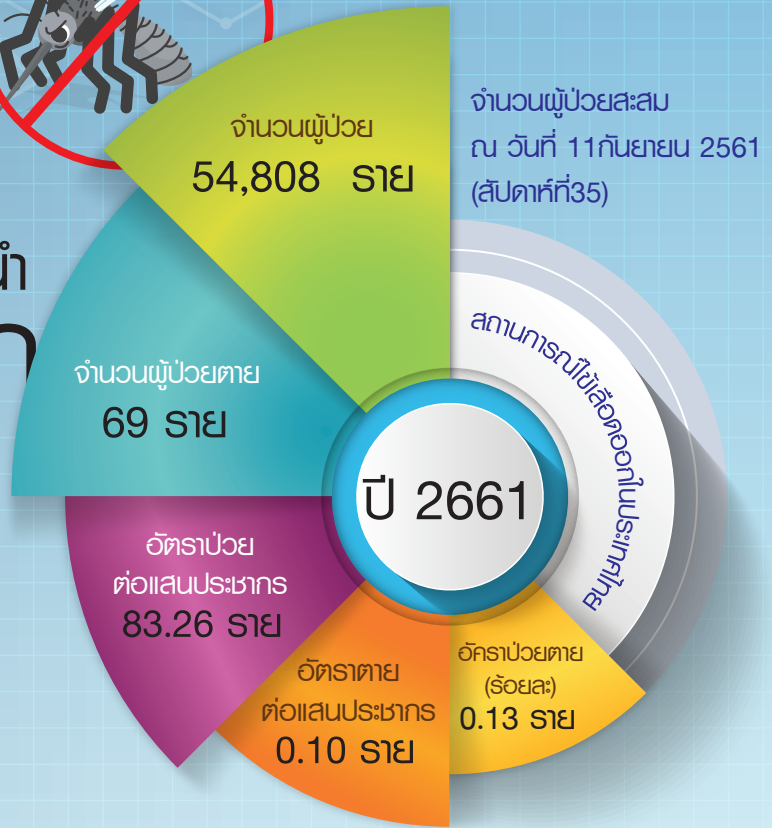 จำนวนผู้ป่วย
54,808 ราย
จำนวนผู้ป่วยสะสม
ณ วันที่ 11กันยายน 2561
(สัปดาห์ที่35)
จำนวนผู้ป่วยตาย
69 ราย
สถานการณ์ไข้เลือดออกในประเทศไทย
ปี 2661
อัตราป่วย
ต่อแสนประชากร
83.26 ราย
อัตราตาย
ต่อแสนประชากร
0.10 ราย
อัคราป่วยตาย
(ร้อยละ)
0.13 ราย